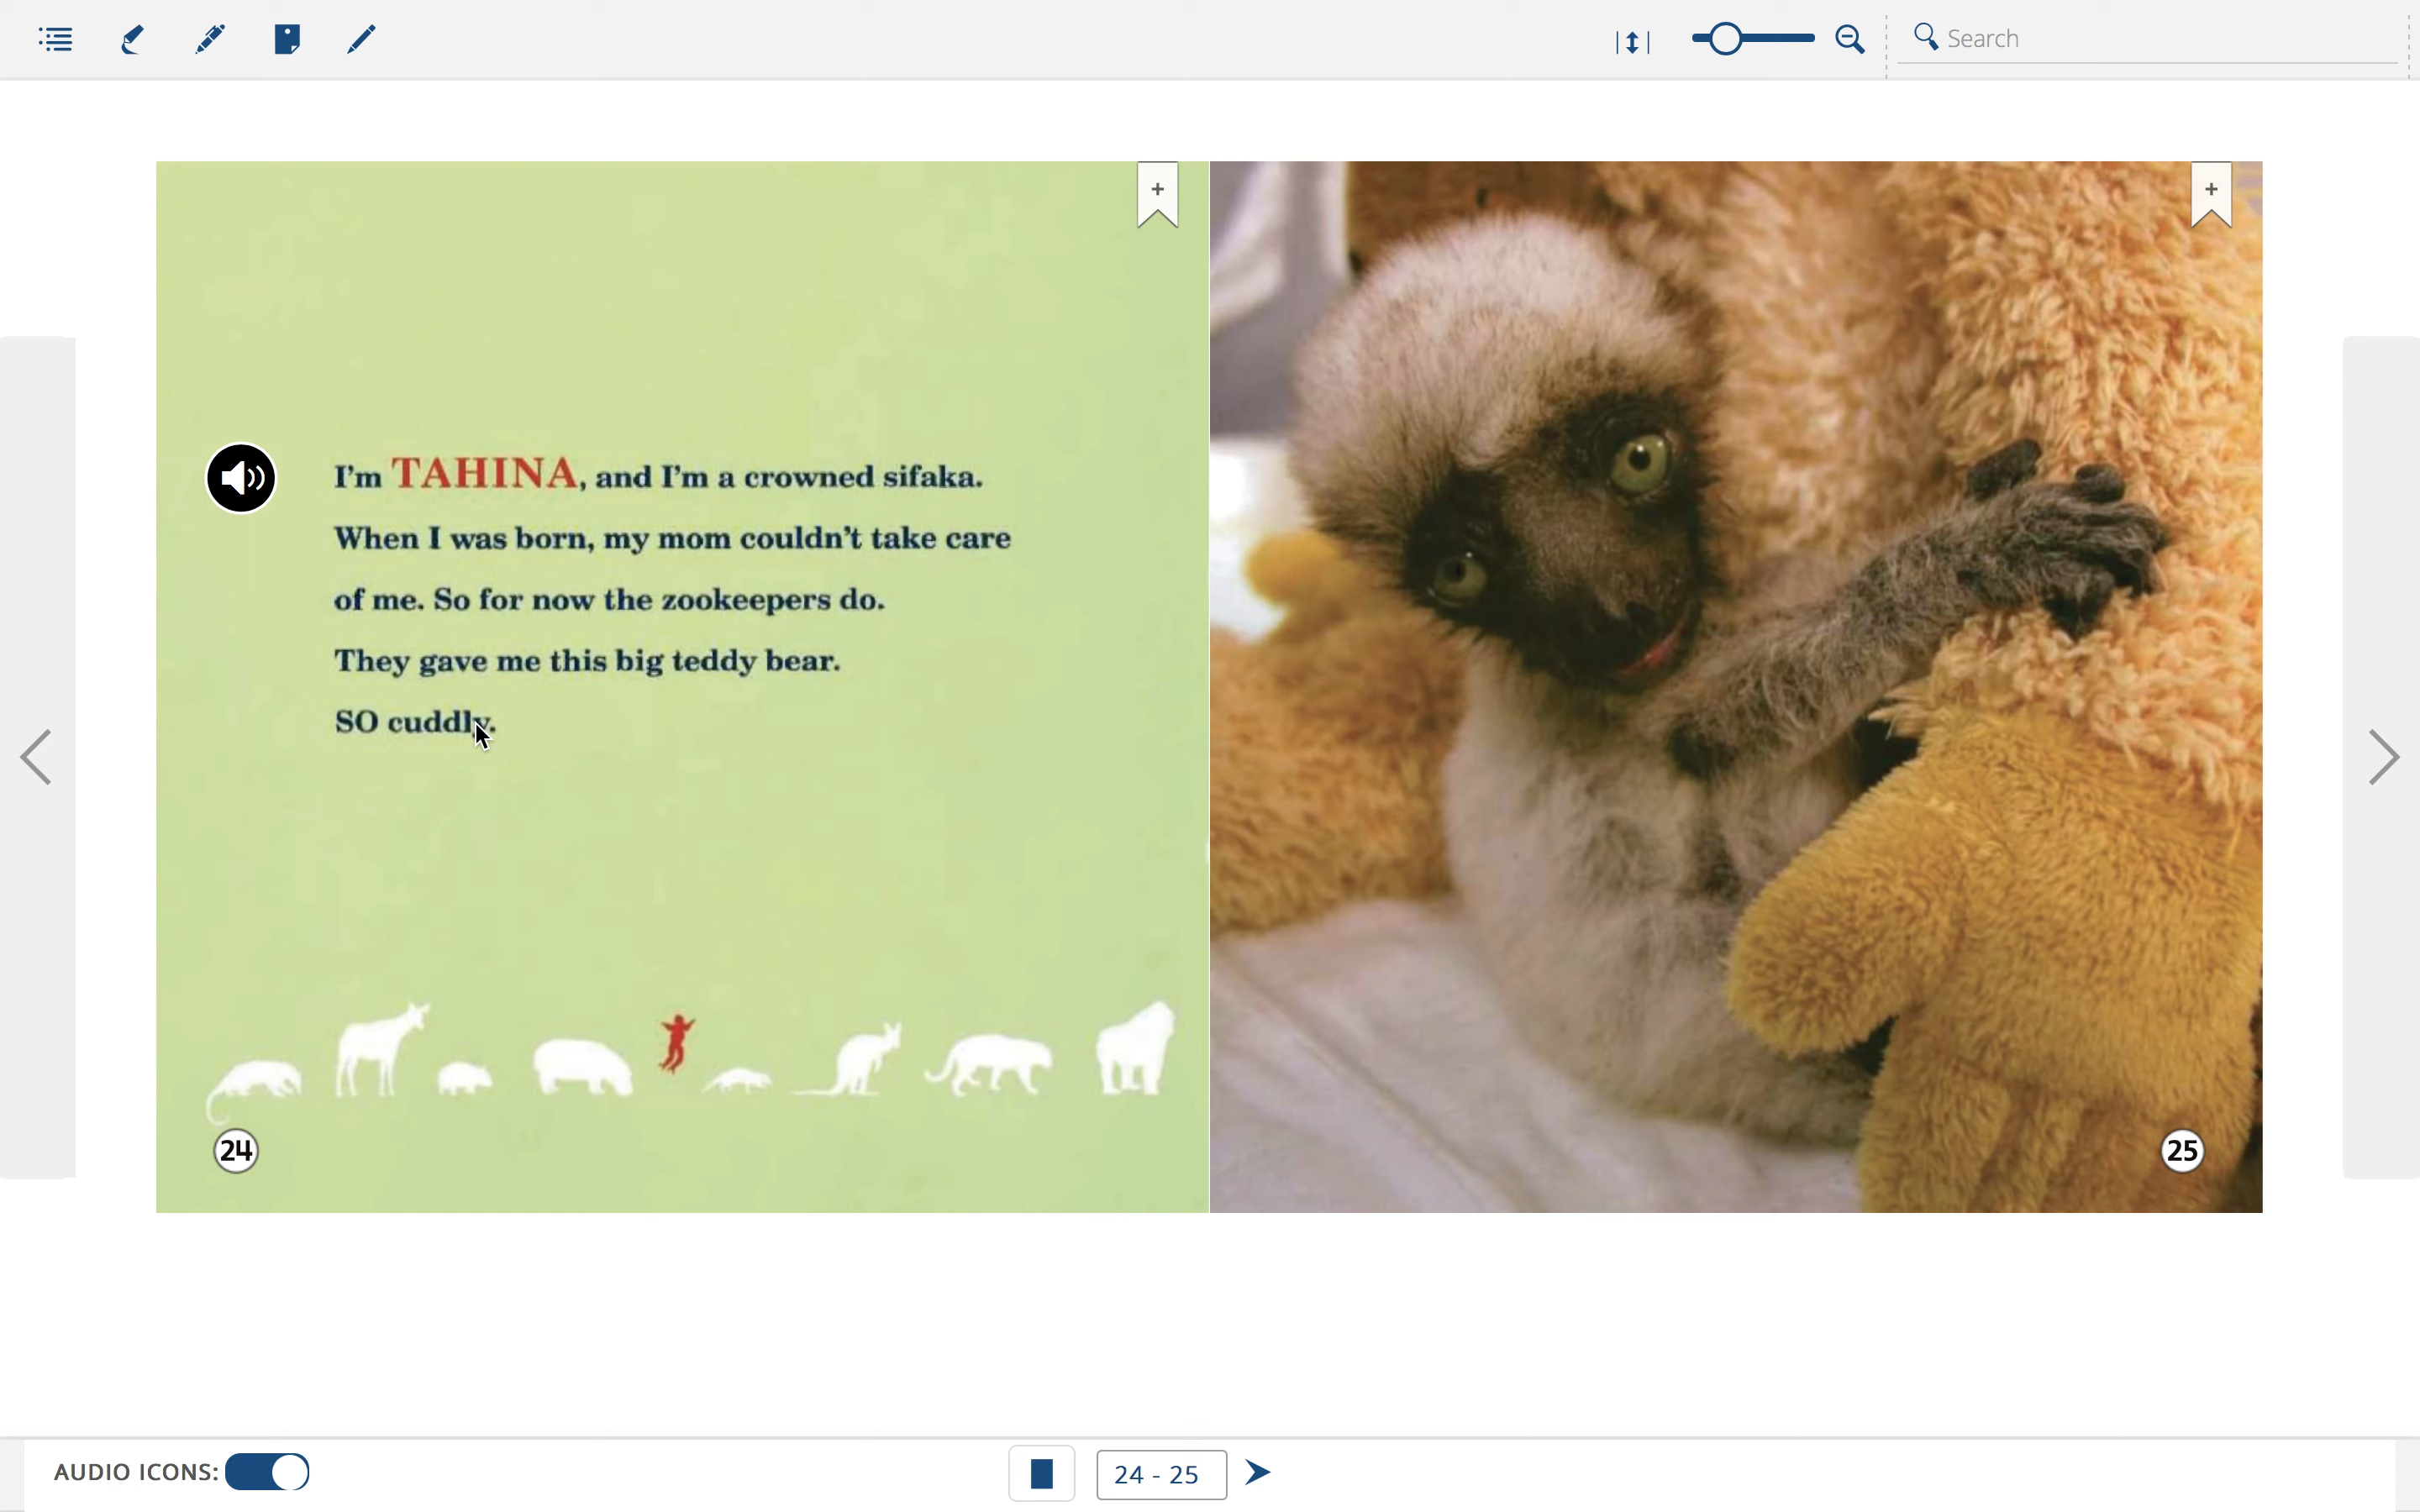 Search
+
+
I'm TAHINA, and I'm a crowned sifaka.
When I was born, my mom couldn't take care
of me. So for now the zookeepers do.
They gave me this big teddy bear.
SO cuddly.
24
25
AUDIO ICONS:
24 - 25